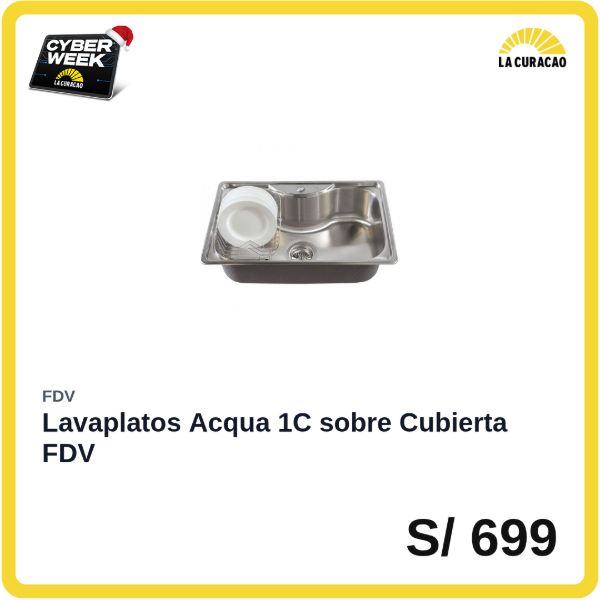 CYBER
WEEK
LA CURACAO
LA CURACAO
FDV
Lavaplatos Acqua 1C sobre Cubierta
FDV
S/ 699